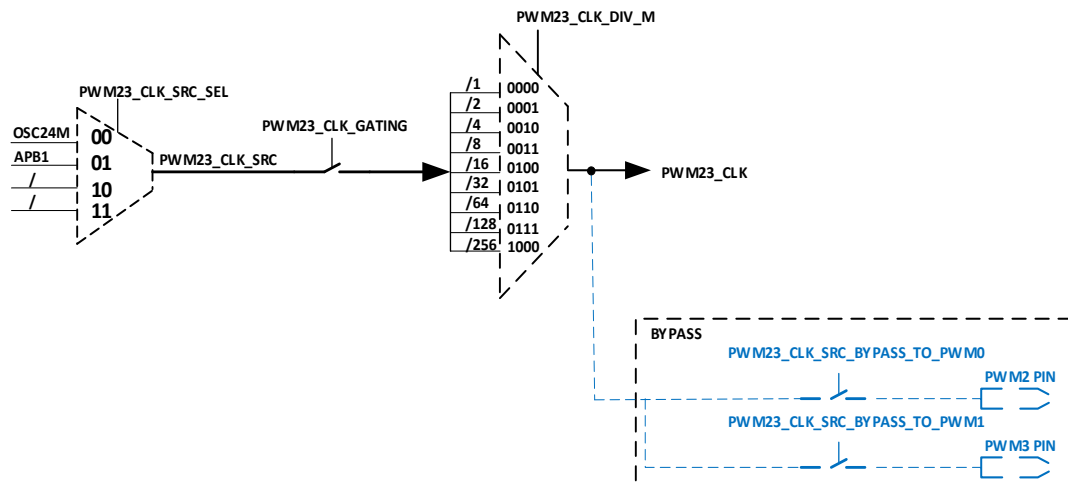 PWM23_CLK_DIV_M
PWM23_CLK_SRC_SEL
OSC24M
00
APB1
01
/
10
/
11
PWM23_CLK_SRC
PWM23_CLK_GATING
/1 0000
/2 0001
/4 0010
/8 0011
/16 0100
/32 0101
/64 0110
/128 0111
/256 1000
PWM23_CLK
BYPASS
PWM23_CLK_SRC_BYPASS_TO_PWM0
PWM2 PIN
PWM23_CLK_SRC_BYPASS_TO_PWM1
PWM3 PIN